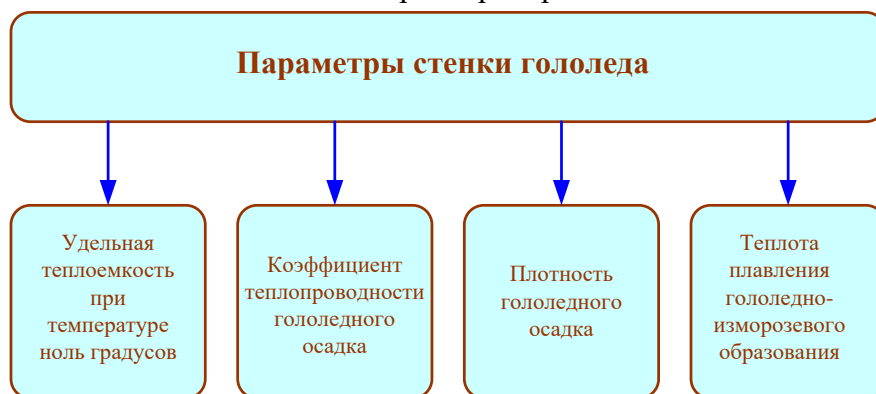 Параметры стенки гололеда
Удельная
теплоемкость
при
температуре
ноль градусов
Коэффициент
теплопроводности
гололедного
осадка
Плотность
гололедного
осадка
Теплота
плавления
гололедно-
изморозевого
образования